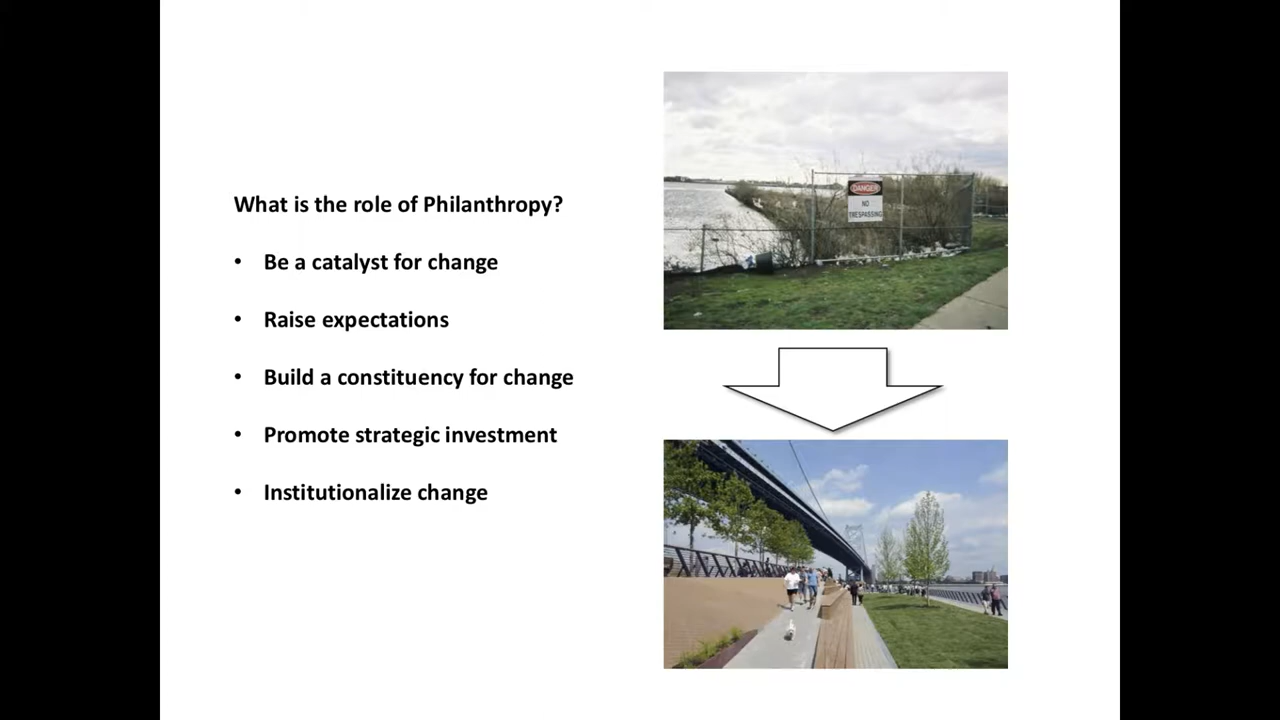 What is the role of Philanthropy?
• Be a catalyst for change
• Raise expectations
• Build a constituency for change
• Promote strategic investment
• Institutionalize change
DANGER
NO
TRESPASSING